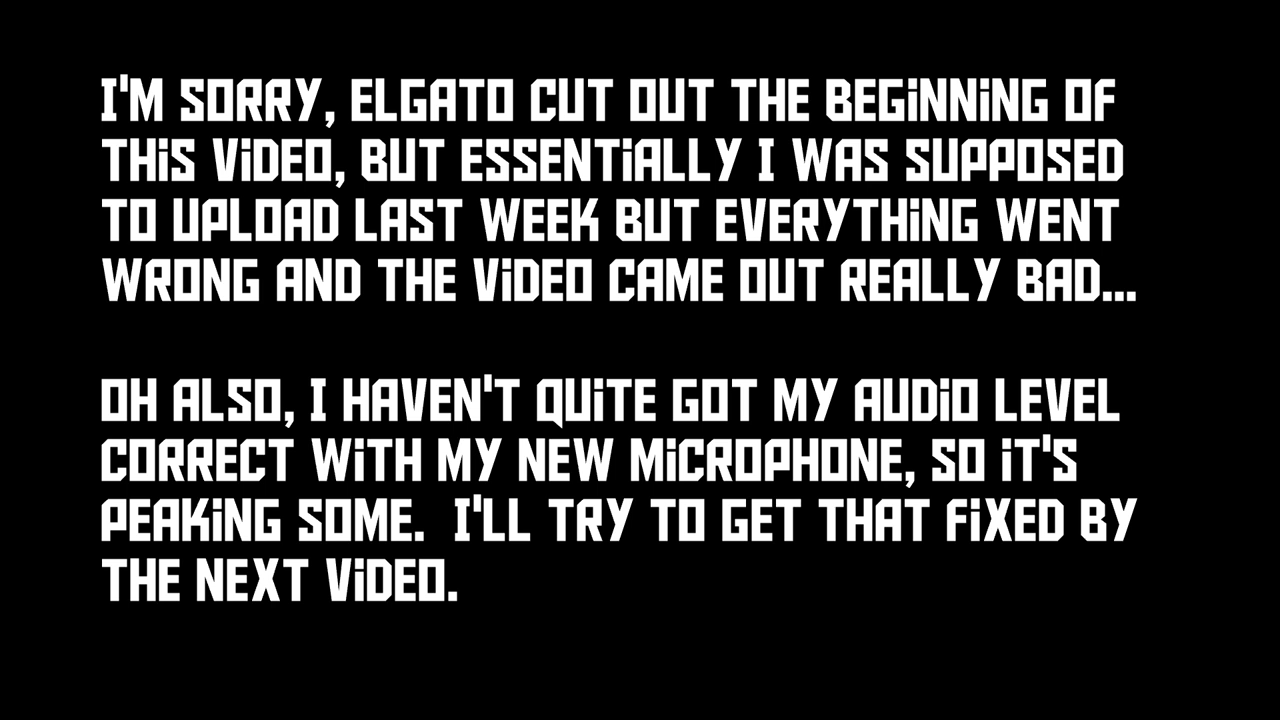 I'M SORRY, ELGATO CUT OUT THE BEGiNNiNG OF
THiS ViDEO, BUT ESSENTiALLY I WAS SUPPOSED
TO UPLOAD LAST WEEK BUT EVERYTHiNG WENT
WRONG AND THE ViDEO CAME OUT REALLY BAD...
OH ALSO, I HAVEN'T QUiTE GOT MY AUDiO LEVEL
CORRECT WiTH MY NEW MiCROPHONE, SO iT'S
PEAKiNG SOME.  I'LL TRY TO GET THAT FiXED BY
THE NEXT ViDEO.